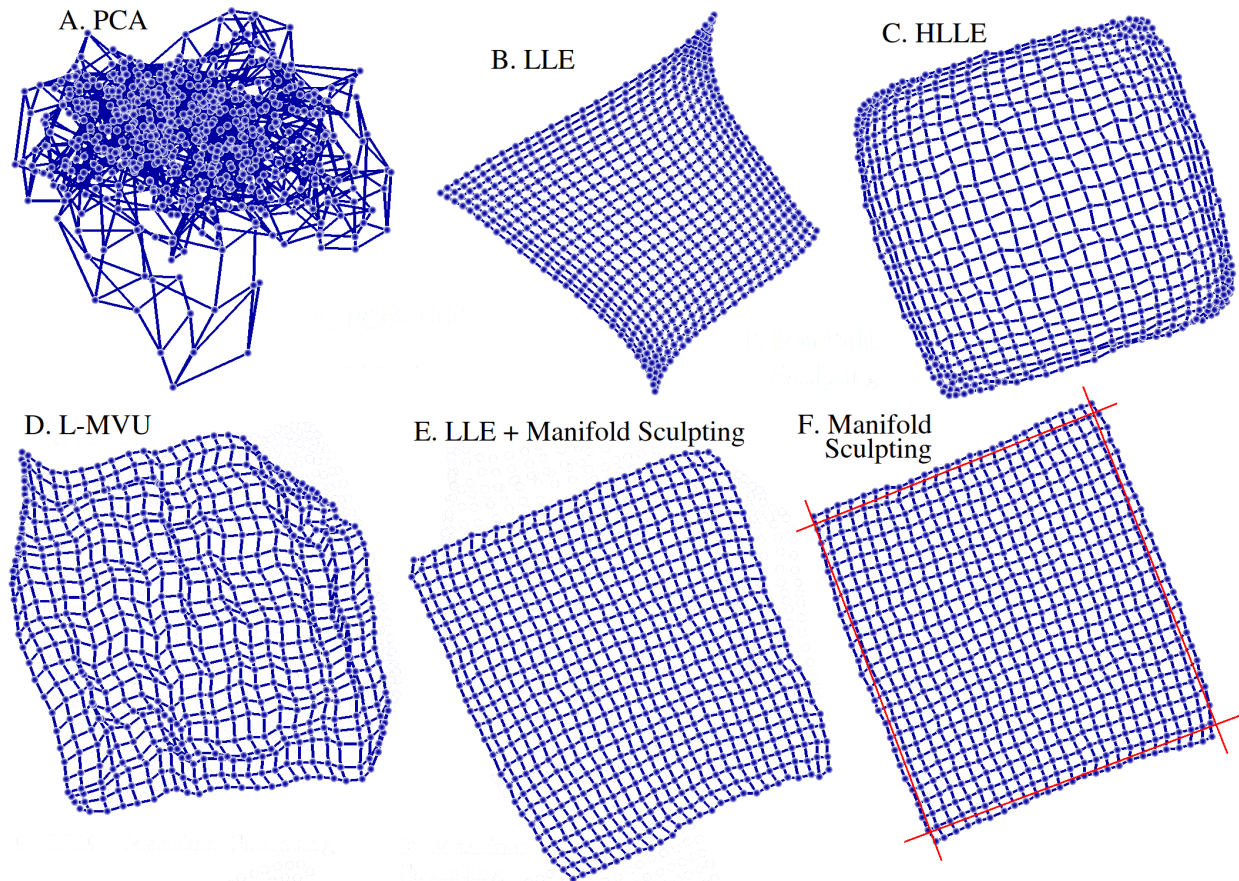 A. PCA
B. LLE
C. HLLE
D. L-MVU
E. LLE + Manifold Sculpting
F. Manifold
Sculpting